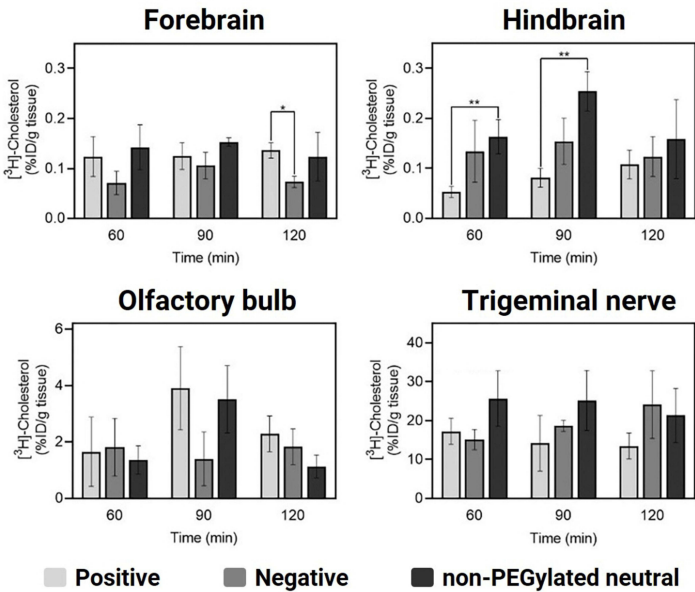 Forebrain
[³H]-Cholesterol
(%ID/g tissue)
0.3
0.2
0.1
0.0
*
60 90 120
Time (min)
Hindbrain
[³H]-Cholesterol
(%ID/g tissue)
0.3
0.2
0.1
0.0
**
**
60 90 120
Time (min)
Olfactory bulb
[³H]-Cholesterol
(%ID/g tissue)
6
4
2
0
60 90 120
Time (min)
Trigeminal nerve
[³H]-Cholesterol
(%ID/g tissue)
40
30
20
10
0
60 90 120
Time (min)
Positive Negative non-PEGylated neutral